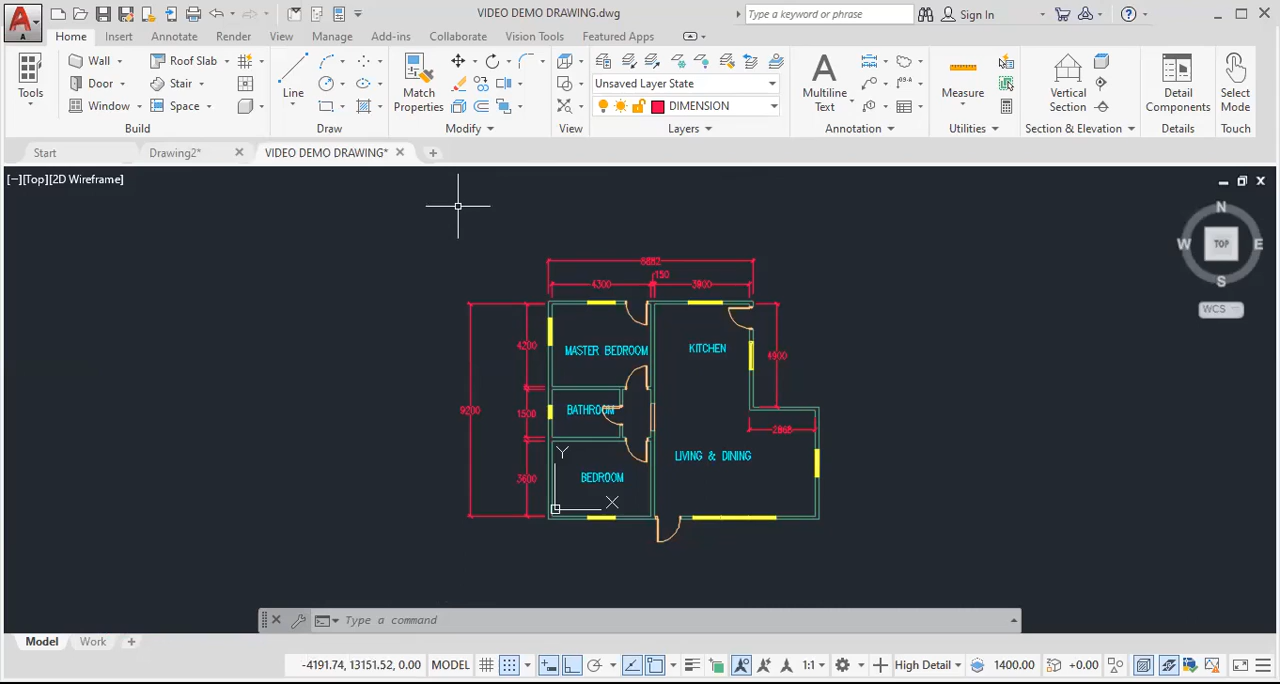 VIDEO DEMO DRAWING.dwg
Type a keyword or phrase
Sign In
Home Insert Annotate Render View Manage Add-ins Collaborate Vision Tools Featured Apps
Tools
Wall
Door
Window
Roof Slab
Stair
Space
Build
Line
Draw
Match
Properties
Modify
View
Unsaved Layer State
DIMENSION
Layers
Multiline
Text
Annotation
Measure
Utilities
Vertical
Section
Section & Elevation
Detail
Components
Details
Select
Mode
Touch
Start
Drawing2*
VIDEO DEMO DRAWING*
[−][Top][2D Wireframe]
N
W TOP E
S
WCS
150
4300 3900
4200
MASTER BEDROOM
KITCHEN
4900
9200
1500
BATHROOM
2868
LIVING & DINING
Y
3600
BEDROOM
X
Type a command
Model Work
-4191.74, 13151.52, 0.00 MODEL 1:1 High Detail 1400.00 +0.00